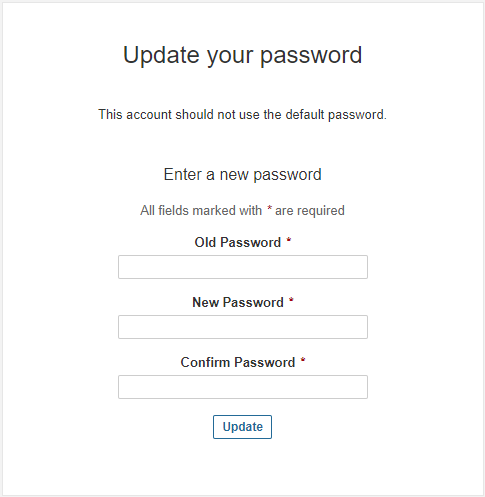 Update your password
This account should not use the default password.
Enter a new password
All fields marked with * are required
Old Password *
New Password *
Confirm Password *
Update